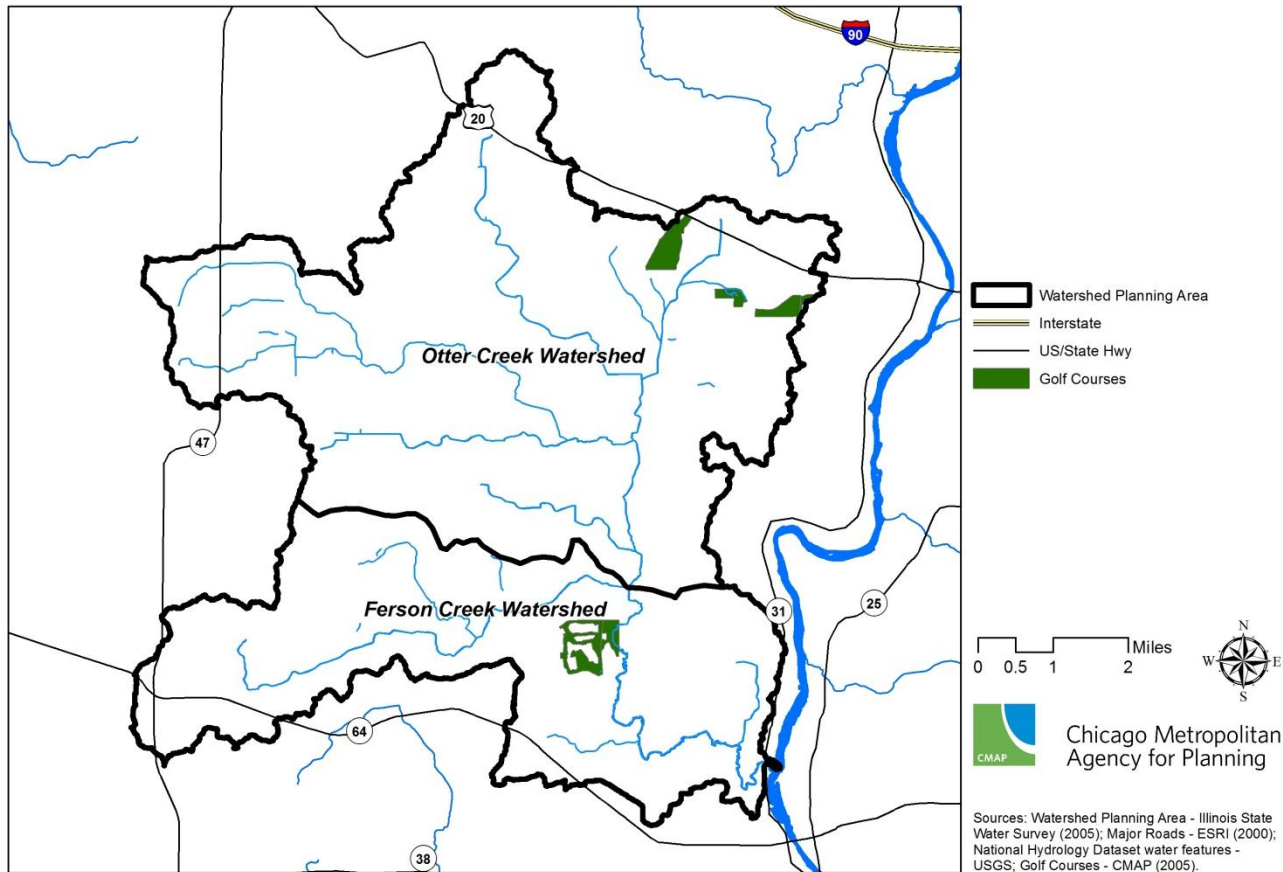 90
20
Otter Creek Watershed
47
Ferson Creek Watershed
31
25
64
38
Watershed Planning Area
Interstate
US/State Hwy
Golf Courses
Miles
0 0.5 1 2
N
W E
S
CMAP
Chicago Metropolitan
Agency for Planning
Sources: Watershed Planning Area - Illinois State
Water Survey (2005); Major Roads - ESRI (2000);
National Hydrology Dataset water features -
USGS; Golf Courses - CMAP (2005).